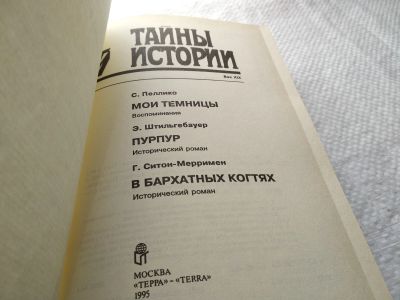 ТАЙНЫ
ИСТОРИИ
Век XIX
С. Пеллико
МОИ ТЕМНИЦЫ
Воспоминания
Э. Штильгебауер
ПУРПУР
Исторический роман
Г. Ситон-Мерримен
В БАРХАТНЫХ КОГТЯХ
Исторический роман
МОСКВА
"ТЕРРА" - "TERRA"
1995